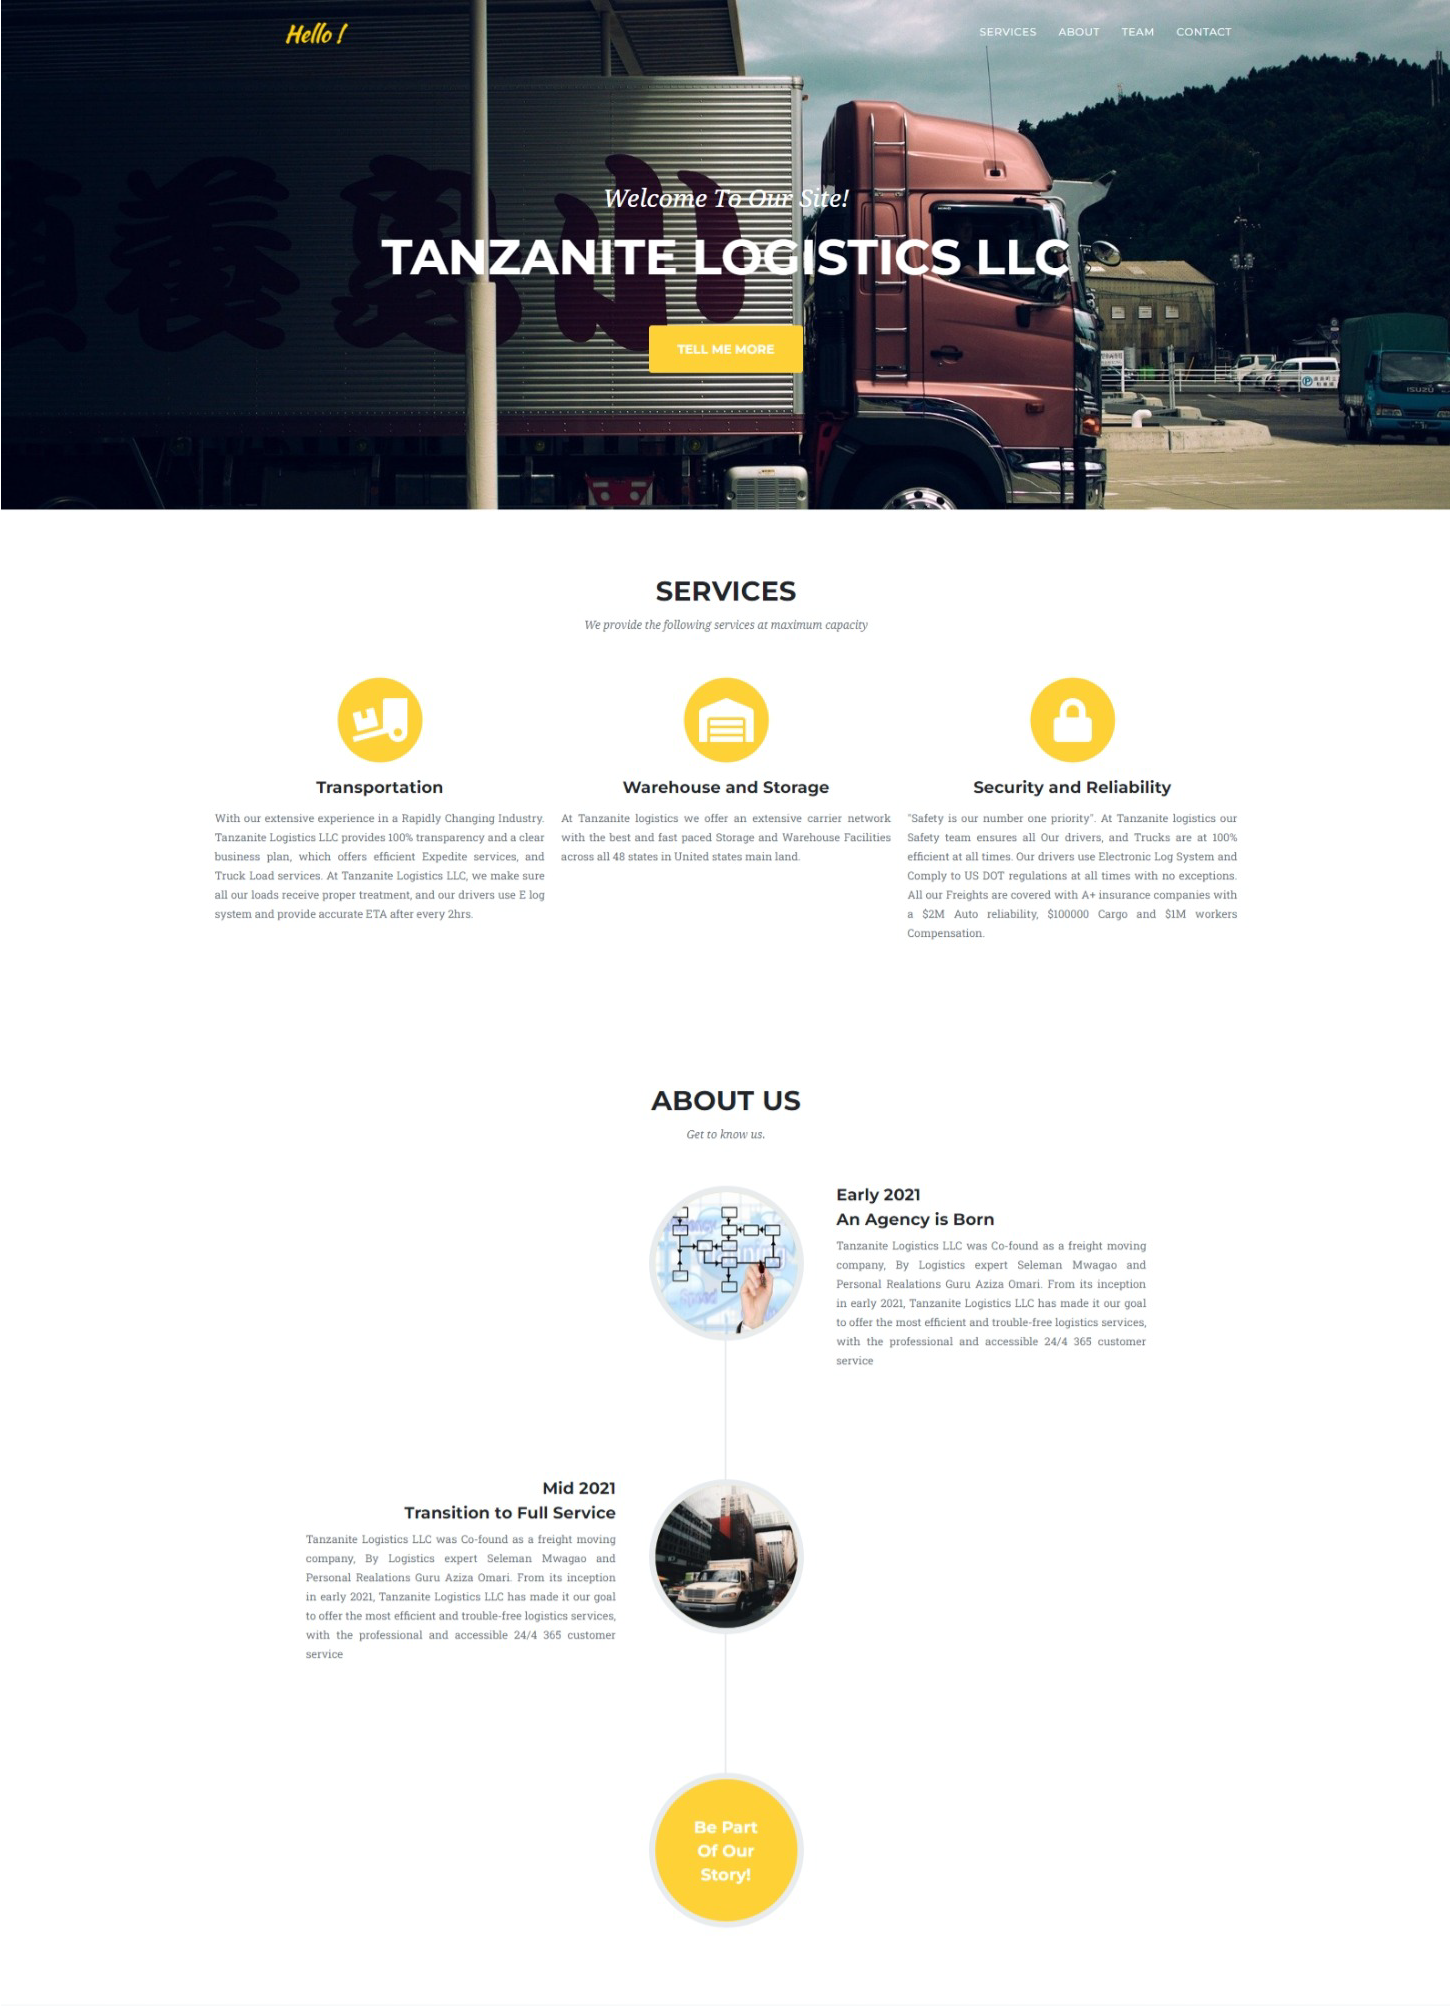 Hello !
SERVICES ABOUT TEAM CONTACT
Welcome To Our Site!
TANZANITE LOGISTICS LLC
TELL ME MORE
ISUZU
SERVICES
We provide the following services at maximum capacity
Transportation
With our extensive experience in a Rapidly Changing Industry.
Tanzanite Logistics LLC provides 100% transparency and a clear
business plan, which offers efficient Expedite services, and
Truck Load services. At Tanzanite Logistics LLC, we make sure
all our loads receive proper treatment, and our drivers use E log
system and provide accurate ETA after every 2hrs.
Warehouse and Storage
At Tanzanite logistics we offer an extensive carrier network
with the best and fast paced Storage and Warehouse Facilities
across all 48 states in United states main land.
Security and Reliability
"Safety is our number one priority". At Tanzanite logistics our
Safety team ensures all Our drivers, and Trucks are at 100%
efficient at all times. Our drivers use Electronic Log System and
Comply to US DOT regulations at all times with no exceptions.
All our Freights are covered with A+ insurance companies with
a $2M Auto reliability, $100000 Cargo and $1M workers
Compensation.
ABOUT US
Get to know us.
Early 2021
An Agency is Born
Tanzanite Logistics LLC was Co-found as a freight moving
company, By Logistics expert Seleman Mwagao and
Personal Realations Guru Aziza Omari. From its inception
in early 2021, Tanzanite Logistics LLC has made it our goal
to offer the most efficient and trouble-free logistics services,
with the professional and accessible 24/4 365 customer
service
Mid 2021
Transition to Full Service
Tanzanite Logistics LLC was Co-found as a freight moving
company, By Logistics expert Seleman Mwagao and
Personal Realations Guru Aziza Omari. From its inception
in early 2021, Tanzanite Logistics LLC has made it our goal
to offer the most efficient and trouble-free logistics services,
with the professional and accessible 24/4 365 customer
service
Be Part
Of Our
Story!